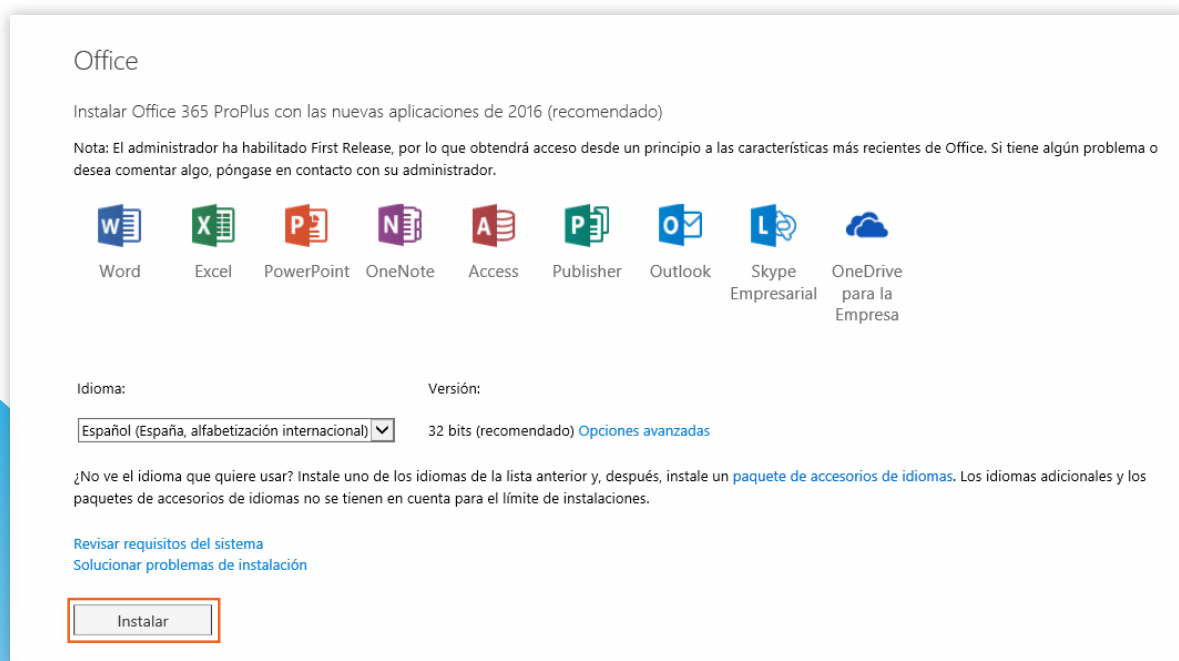 Office
Instalar Office 365 ProPlus con las nuevas aplicaciones de 2016 (recomendado)
Nota: El administrador ha habilitado First Release, por lo que obtendrá acceso desde un principio a las características más recientes de Office. Si tiene algún problema o
desea comentar algo, póngase en contacto con su administrador.
W X P N A P O L
Word Excel PowerPoint OneNote Access Publisher Outlook Skype OneDrive
Empresarial para la
Empresa
Idioma: Versión:
Español (España, alfabetización internacional) 32 bits (recomendado) Opciones avanzadas
¿No ve el idioma que quiere usar? Instale uno de los idiomas de la lista anterior y, después, instale un paquete de accesorios de idiomas. Los idiomas adicionales y los
paquetes de accesorios de idiomas no se tienen en cuenta para el límite de instalaciones.
Revisar requisitos del sistema
Solucionar problemas de instalación
Instalar